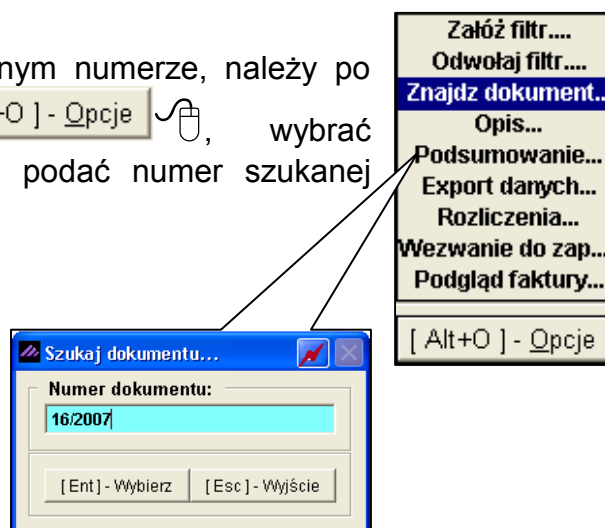 nym numerze, należy po
+O ] - Opcje , wybrać
podać numer szukanej
Załóż filtr....
Odwołaj filtr....
Znajdz dokument..
Opis...
Podsumowanie...
Export danych...
Rozliczenia...
Wezwanie do zap...
Podgląd faktury...
[ Alt+O ] - Opcje
Szukaj dokumentu...
Numer dokumentu:
16/2007
[ Ent ] - Wybierz [ Esc ] - Wyjście